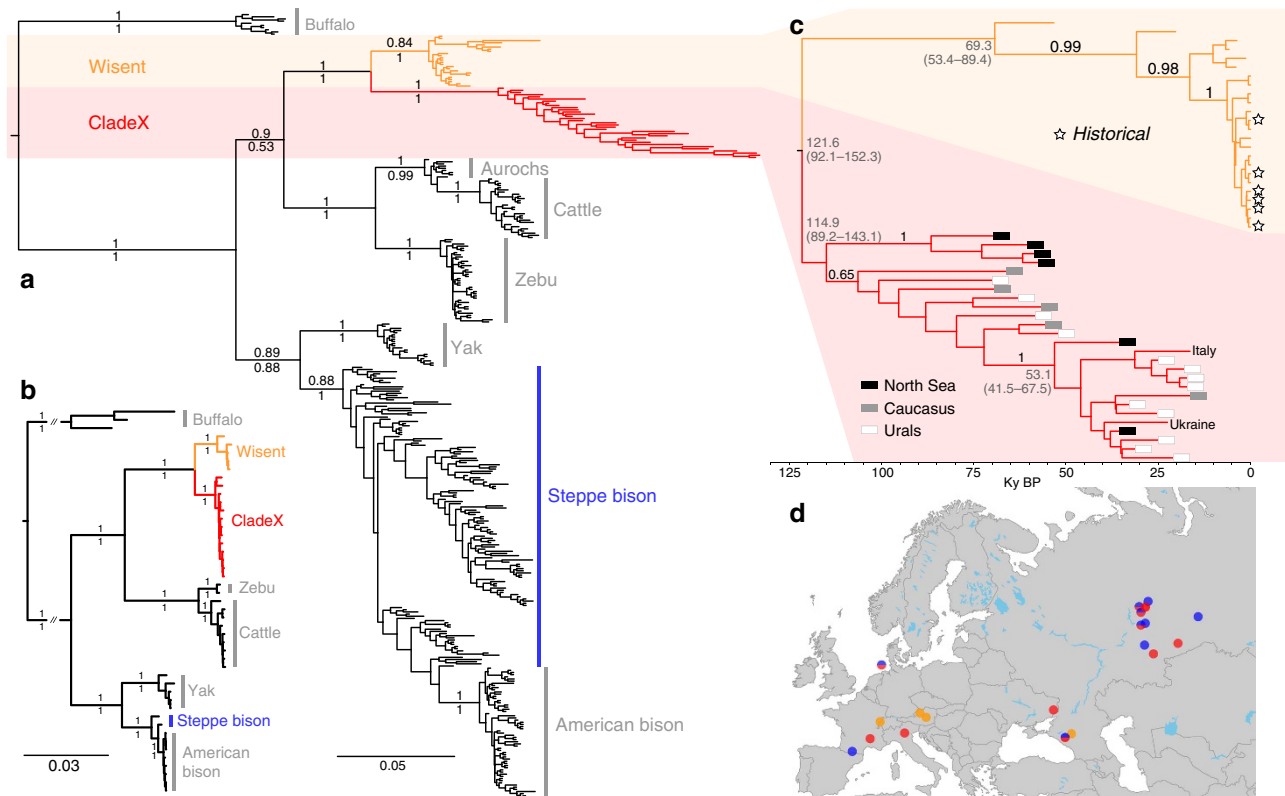 a
Buffalo
1
1
Wisent
0.84
1
1
1
CladeX
1
1
0.9
0.53
1
0.99
Aurochs
1
1
Cattle
1
1
1
1
Zebu
1
1
0.89
0.88
1
1
Yak
0.88
1
Steppe bison
1
American bison
0.05
b
1
1
Buffalo
1
1
Wisent
1
1
1
1
CladeX
1
1
1
1
Zebu
1
1
1
Cattle
1
1
1
1
Yak
1
1
Steppe bison
1
American
bison
0.03
c
69.3
(53.4–89.4)
0.99
0.98
1
Historical
121.6
(92.1–152.3)
114.9
(89.2–143.1)
1
0.65
1
53.1
(41.5–67.5)
Italy
Ukraine
North Sea
Caucasus
Urals
125 100 75 50 25 0
Ky BP
d